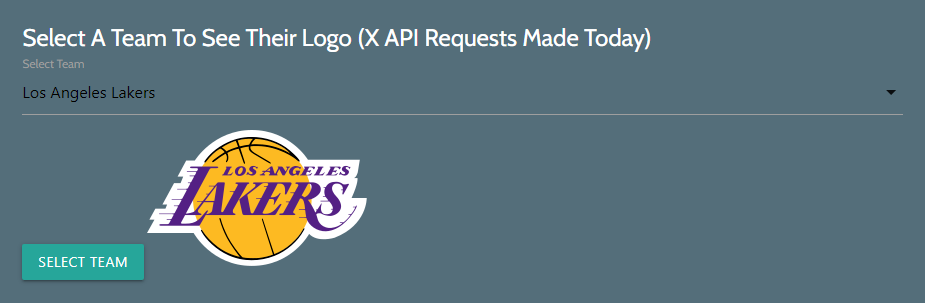 Select A Team To See Their Logo (X API Requests Made Today)
Select Team
Los Angeles Lakers
LOS ANGELES
LAKERS
SELECT TEAM